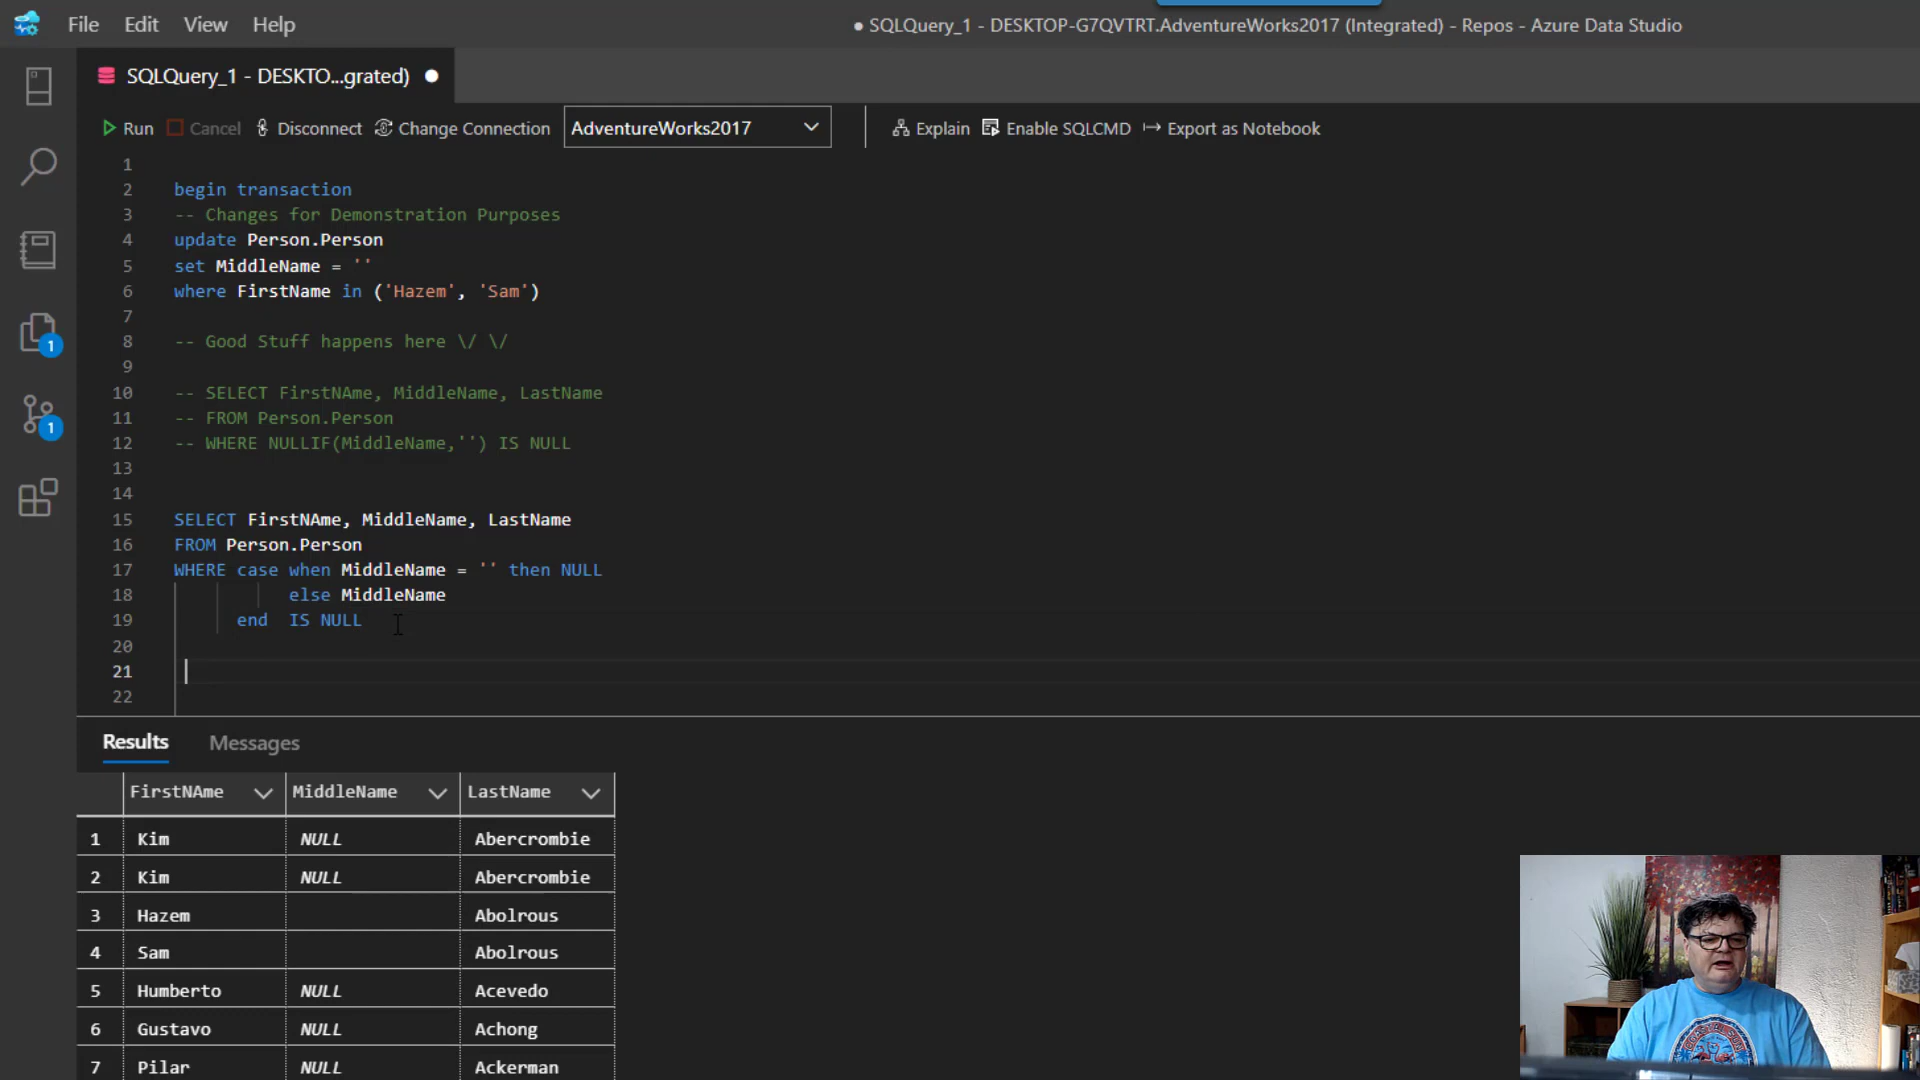 File Edit View Help
● SQLQuery_1 - DESKTOP-G7QVTRT.AdventureWorks2017 (Integrated) - Repos - Azure Data Studio
SQLQuery_1 - DESKTO...grated) ●
Run Cancel Disconnect Change Connection AdventureWorks2017 Explain Enable SQLCMD Export as Notebook
1
2 begin transaction
3 -- Changes for Demonstration Purposes
4 update Person.Person
5 set MiddleName = ''
6 where FirstName in ('Hazem', 'Sam')
7
8 -- Good Stuff happens here \/ \/
9
10 -- SELECT FirstNAme, MiddleName, LastName
11 -- FROM Person.Person
12 -- WHERE NULLIF(MiddleName,'') IS NULL
13
14
15 SELECT FirstNAme, MiddleName, LastName
16 FROM Person.Person
17 WHERE case when MiddleName = '' then NULL
18 else MiddleName
19 end IS NULL
20
21
22
1
1
Results Messages
FirstNAme MiddleName LastName
1 Kim NULL Abercrombie
2 Kim NULL Abercrombie
3 Hazem Abolrous
4 Sam Abolrous
5 Humberto NULL Acevedo
6 Gustavo NULL Achong
7 Pilar NULL Ackerman